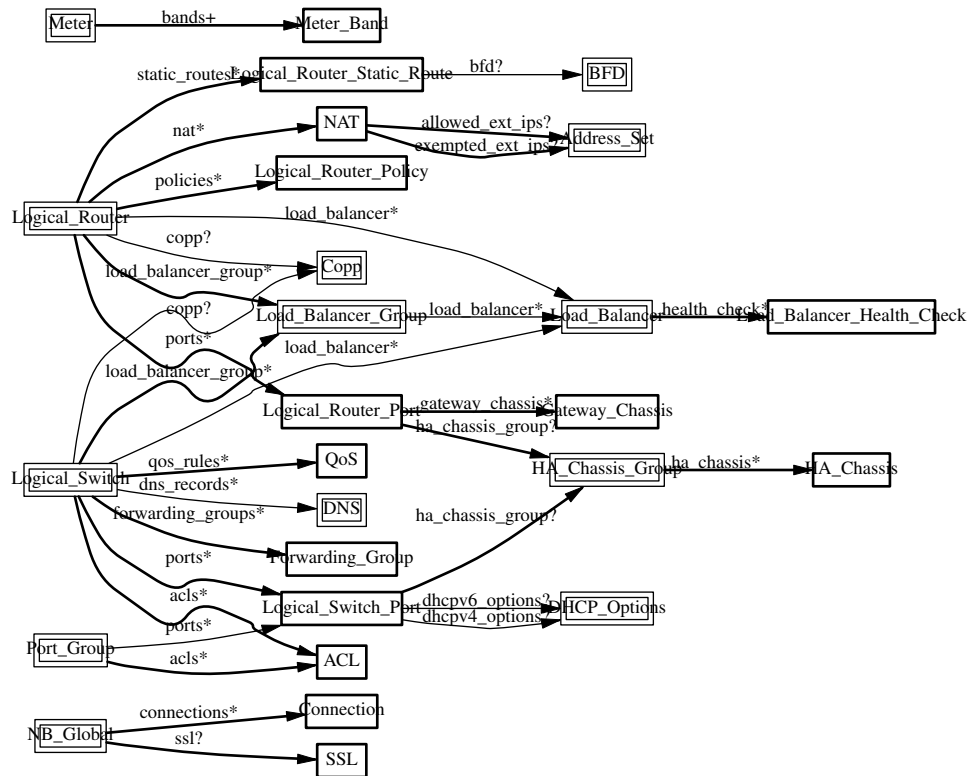 Meter
bands+
Meter_Band
static_routes*
Logical_Router_Static_Route
bfd?
BFD
nat*
NAT
allowed_ext_ips?
exempted_ext_ips?
Address_Set
policies*
Logical_Router_Policy
Logical_Router
load_balancer*
copp?
Copp
load_balancer_group*
copp?
Load_Balancer_Group
load_balancer*
Load_Balancer
health_check*
Load_Balancer_Health_Check
ports*
load_balancer*
load_balancer_group*
Logical_Router_Port
gateway_chassis*
Gateway_Chassis
ha_chassis_group?
Logical_Switch
qos_rules*
QoS
HA_Chassis_Group
ha_chassis*
HA_Chassis
dns_records*
DNS
forwarding_groups*
ha_chassis_group?
Forwarding_Group
ports*
acls*
Logical_Switch_Port
dhcpv6_options?
dhcpv4_options?
DHCP_Options
ports*
Port_Group
acls*
ACL
connections*
Connection
NB_Global
ssl?
SSL